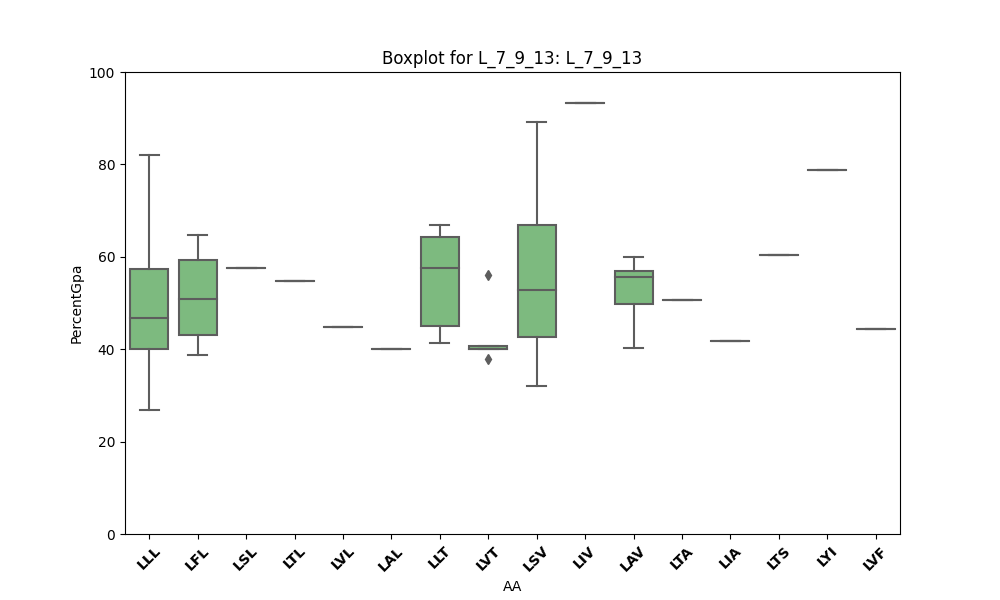 Boxplot for L_7_9_13: L_7_9_13
100
80
60
40
20
0
PercentGpa
LLL LFL LSL LTL LVL LAL LLT LVT LSV LIV LAV LTA LIA LTS LYI LVF
AA